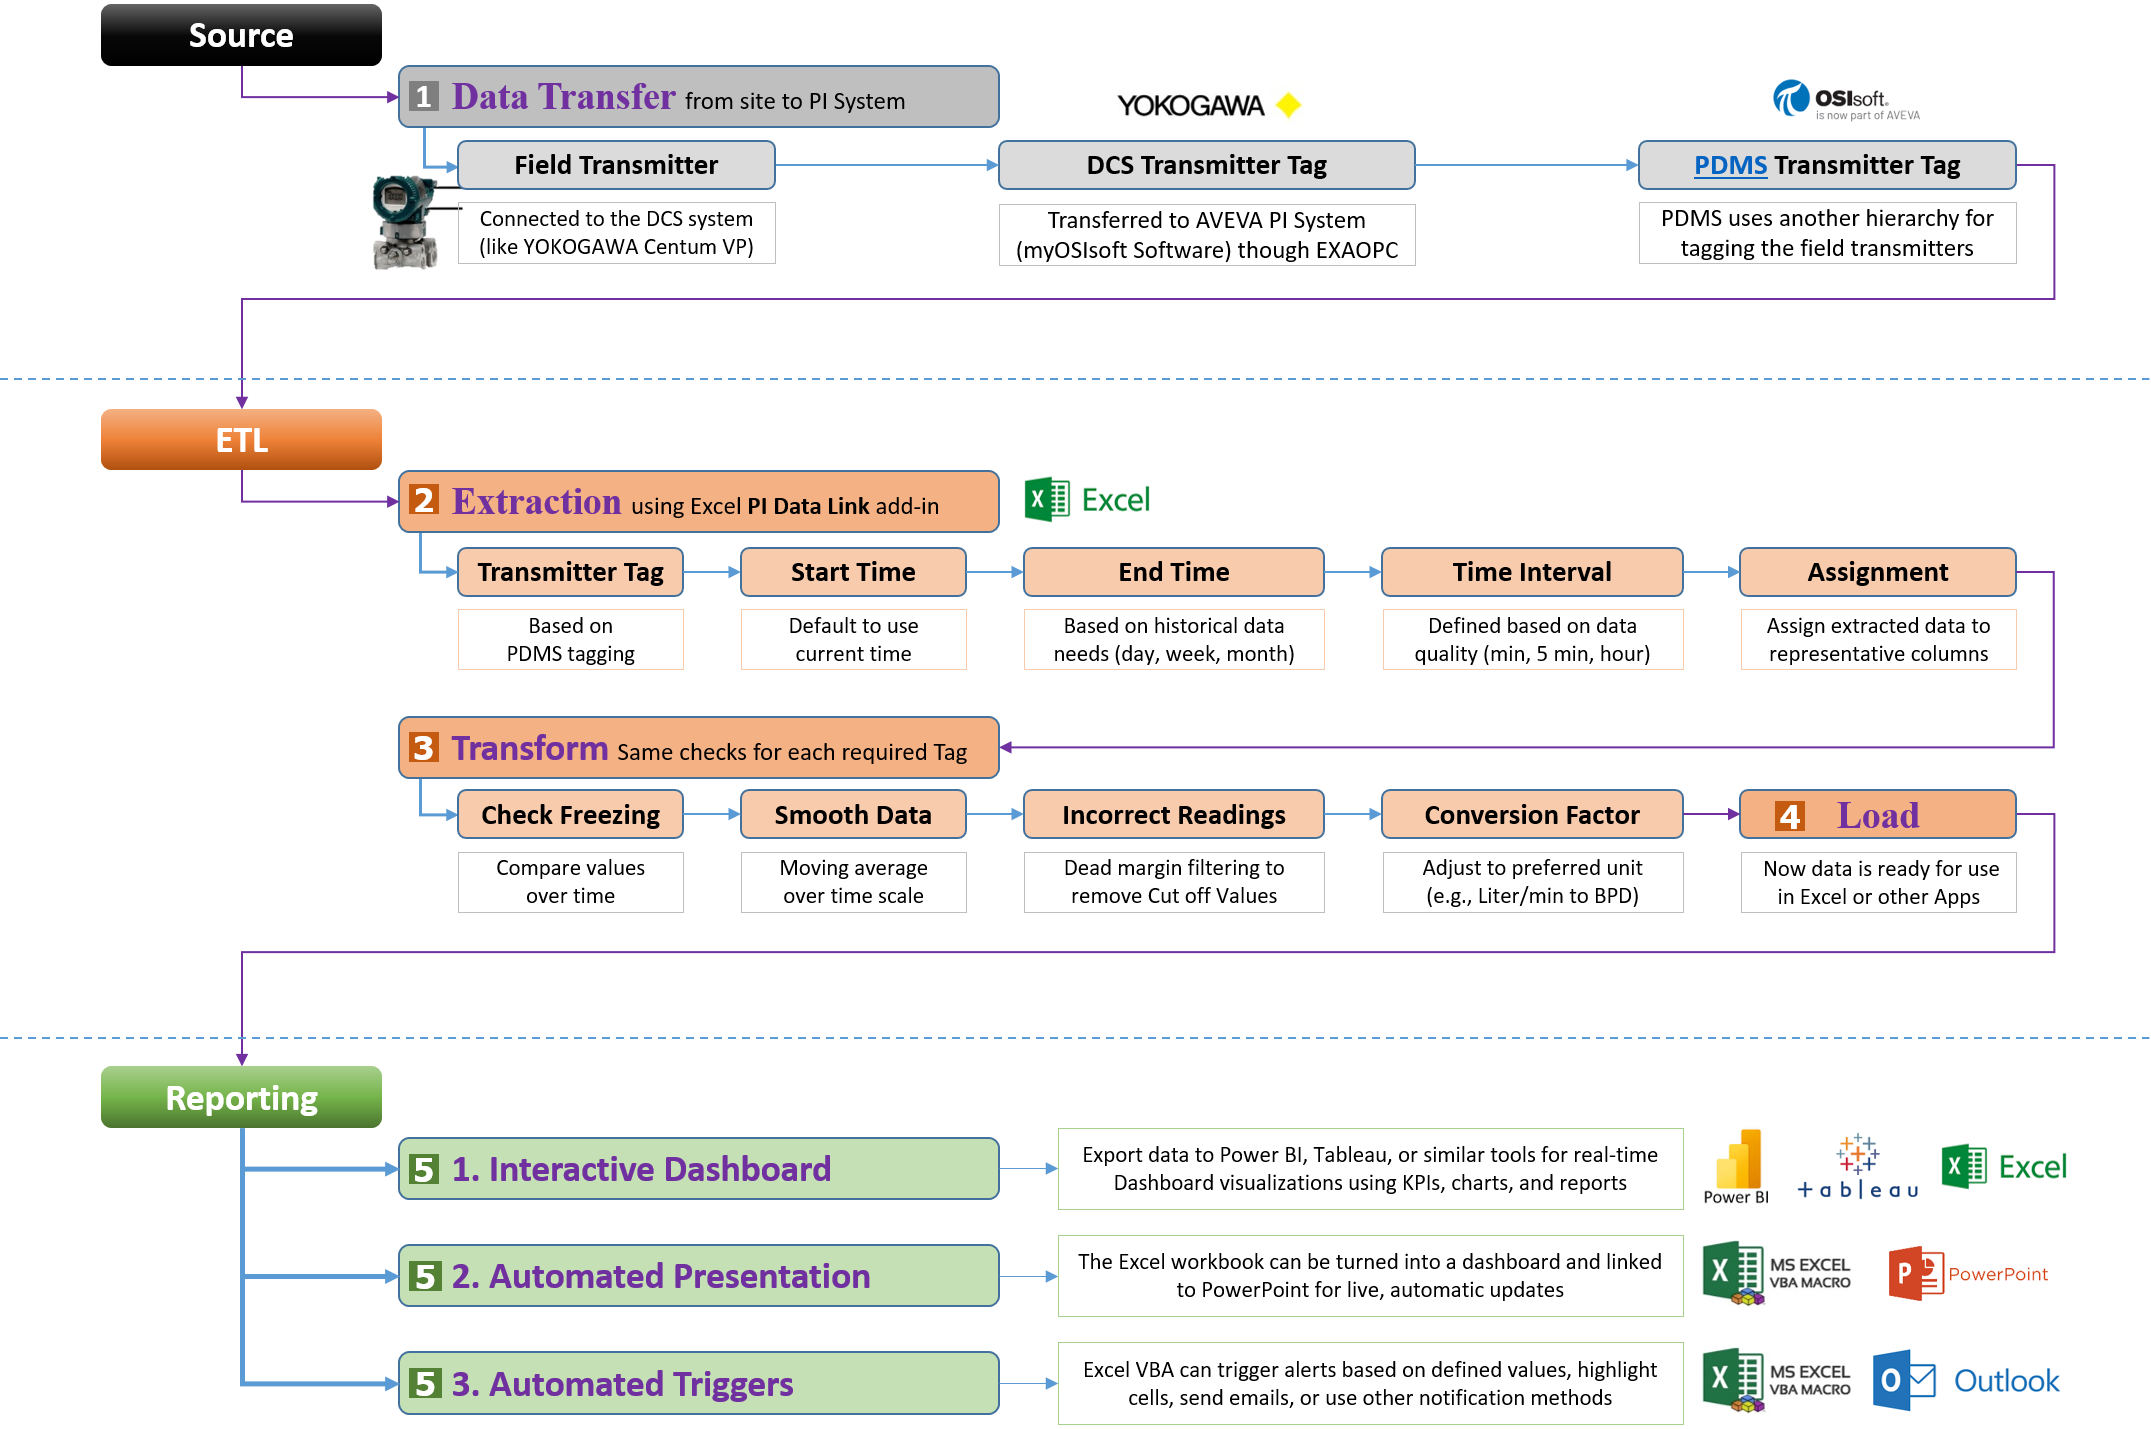 Source
1 Data Transfer from site to PI System
YOKOGAWA
OSIsoft.
is now part of AVEVA
Field Transmitter
DCS Transmitter Tag
PDMS Transmitter Tag
Connected to the DCS system
(like YOKOGAWA Centum VP)
Transferred to AVEVA PI System
(myOSIsoft Software) though EXAOPC
PDMS uses another hierarchy for
tagging the field transmitters
ETL
2 Extraction using Excel PI Data Link add-in
X Excel
Transmitter Tag
Start Time
End Time
Time Interval
Assignment
Based on
PDMS tagging
Default to use
current time
Based on historical data
needs (day, week, month)
Defined based on data
quality (min, 5 min, hour)
Assign extracted data to
representative columns
3 Transform Same checks for each required Tag
Check Freezing
Smooth Data
Incorrect Readings
Conversion Factor
4 Load
Compare values
over time
Moving average
over time scale
Dead margin filtering to
remove Cut off Values
Adjust to preferred unit
(e.g., Liter/min to BPD)
Now data is ready for use
in Excel or other Apps
Reporting
5 1. Interactive Dashboard
Export data to Power BI, Tableau, or similar tools for real-time
Dashboard visualizations using KPIs, charts, and reports
Power BI
+ableau
X Excel
5 2. Automated Presentation
The Excel workbook can be turned into a dashboard and linked
to PowerPoint for live, automatic updates
X MS EXCEL
VBA MACRO
P PowerPoint
5 3. Automated Triggers
Excel VBA can trigger alerts based on defined values, highlight
cells, send emails, or use other notification methods
X MS EXCEL
VBA MACRO
O Outlook